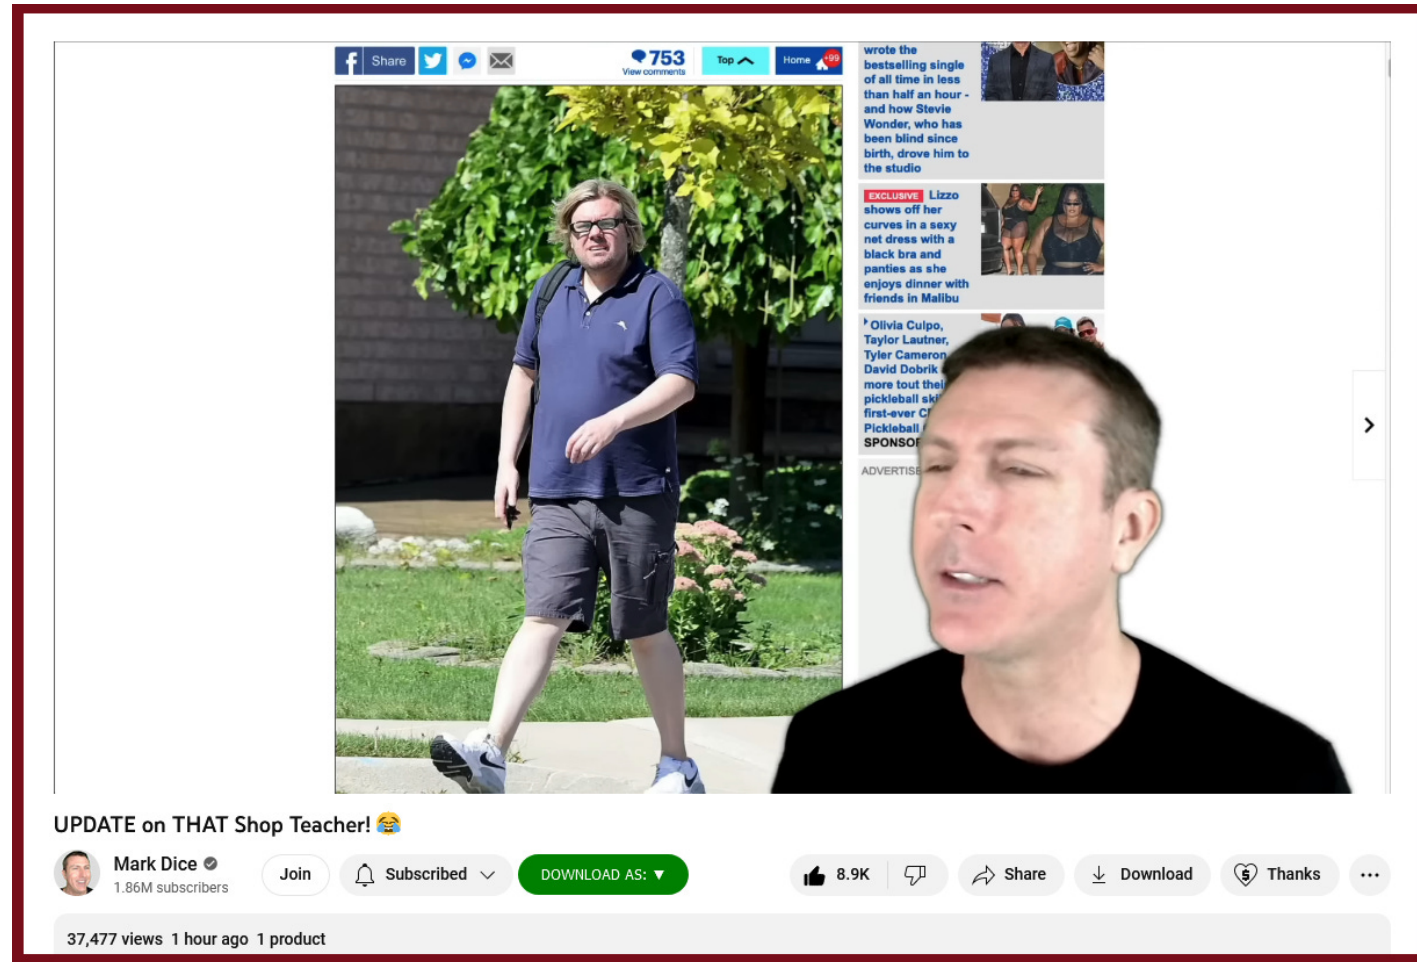 Share
753
View comments
Top
Home
+99
wrote the
bestselling single
of all time in less
than half an hour -
and how Stevie
Wonder, who has
been blind since
birth, drove him to
the studio
EXCLUSIVE Lizzo
shows off her
curves in a sexy
net dress with a
black bra and
panties as she
enjoys dinner with
friends in Malibu
Olivia Culpo,
Taylor Lautner,
Tyler Cameron
David Dobrik
more tout
pickleball
first-ever
Pickleball
UPDATE on THAT Shop Teacher! 😂
Mark Dice
1.86M subscribers
Join
Subscribed
DOWNLOAD AS: ▼
8.9K
Share
Download
Thanks
37,477 views 1 hour ago 1 product